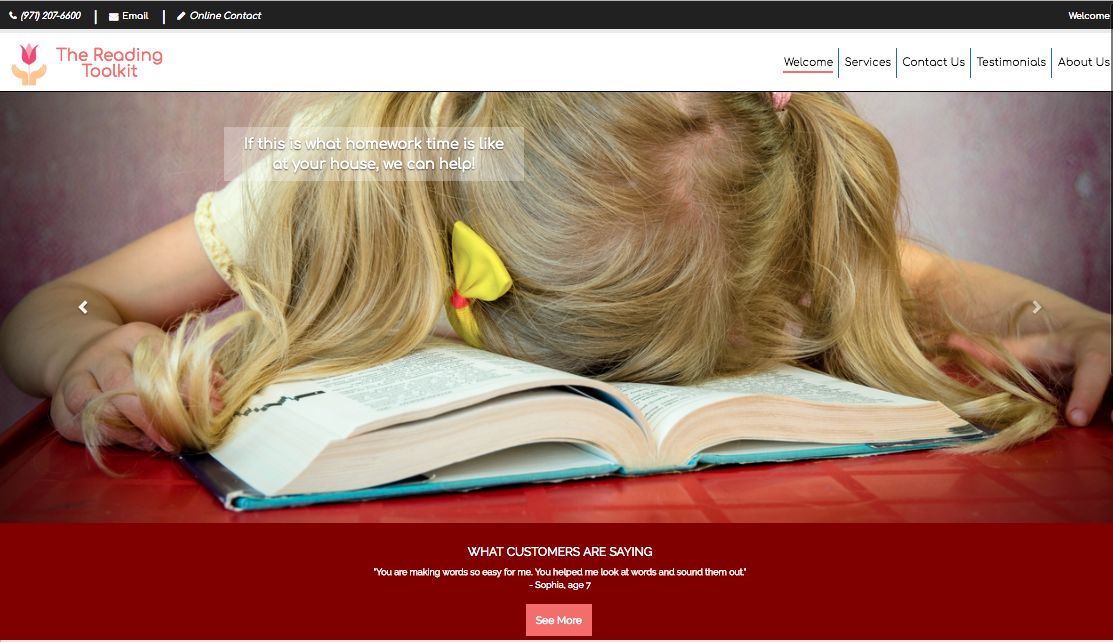 (971) 207-6600 | Email | Online Contact
Welcome
The Reading
Toolkit
Welcome
Services
Contact Us
Testimonials
About Us
If this is what homework time is like
at your house, we can help!
WHAT CUSTOMERS ARE SAYING
"You are making words so easy for me. You helped me look at words and sound them out."
- Sophia, age 7
See More